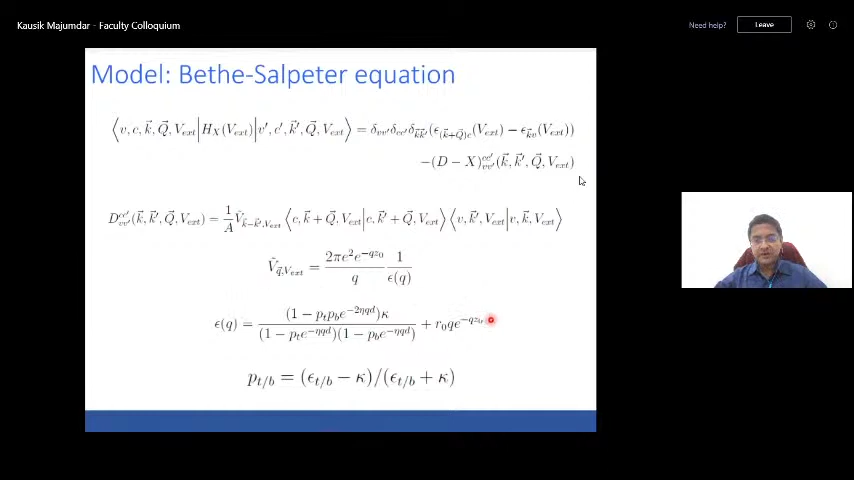 Kausik Majumdar - Faculty Colloquium
Need help?
Leave
Model: Bethe-Salpeter equation
⟨v, c, k⃗, Q⃗, V_ext|H_X(V_ext)|v′, c′, k⃗′, Q⃗, V_ext⟩ = δ_vv′ δ_cc′ δ_k⃗k⃗′(ϵ_(k⃗+Q⃗)c(V_ext) − ϵ_k⃗v(V_ext))
−(D − X)^cc′_vv′(k⃗, k⃗′, Q⃗, V_ext)
D^cc′_vv′(k⃗, k⃗′, Q⃗, V_ext) = 1/A Ṽ_k⃗−k⃗′,V_ext ⟨c, k⃗ + Q⃗, V_ext|c, k⃗′ + Q⃗, V_ext⟩ ⟨v, k⃗′, V_ext|v, k⃗, V_ext⟩
Ṽ_q⃗,V_ext = 2πe²e^−qz₀ / q 1/ϵ(q)
ϵ(q) = (1 − p_t p_b e^−2ηqd)κ / (1 − p_t e^−ηqd)(1 − p_b e^−ηqd) + r₀qe^−qz
p_t/b = (ϵ_t/b − κ)/(ϵ_t/b + κ)